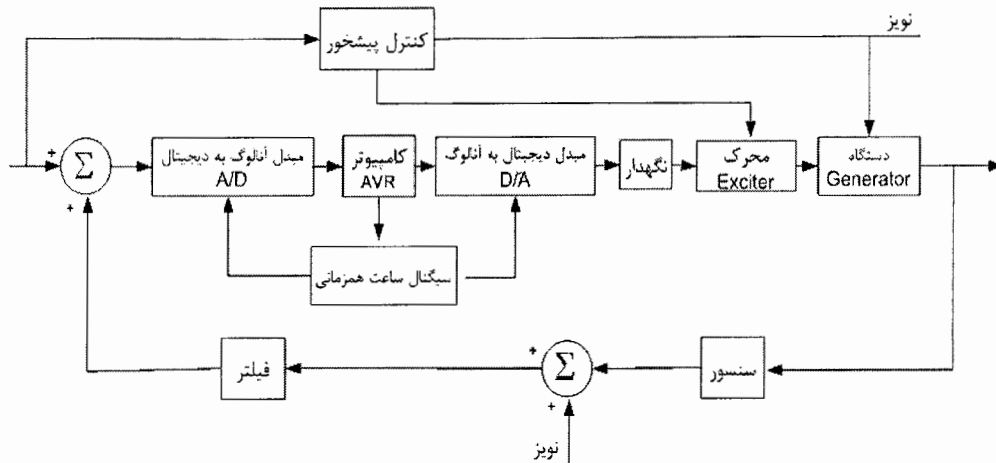 نویز
کنترل پیشخور
+
Σ
+
مبدل آنالوگ به دیجیتال
A/D
کامپیوتر
AVR
مبدل دیجیتال به آنالوگ
D/A
نگهدار
محرک
Exciter
دستگاه
Generator
سیگنال ساعت همزمانی
فیلتر
+
Σ
+
سنسور
نویز